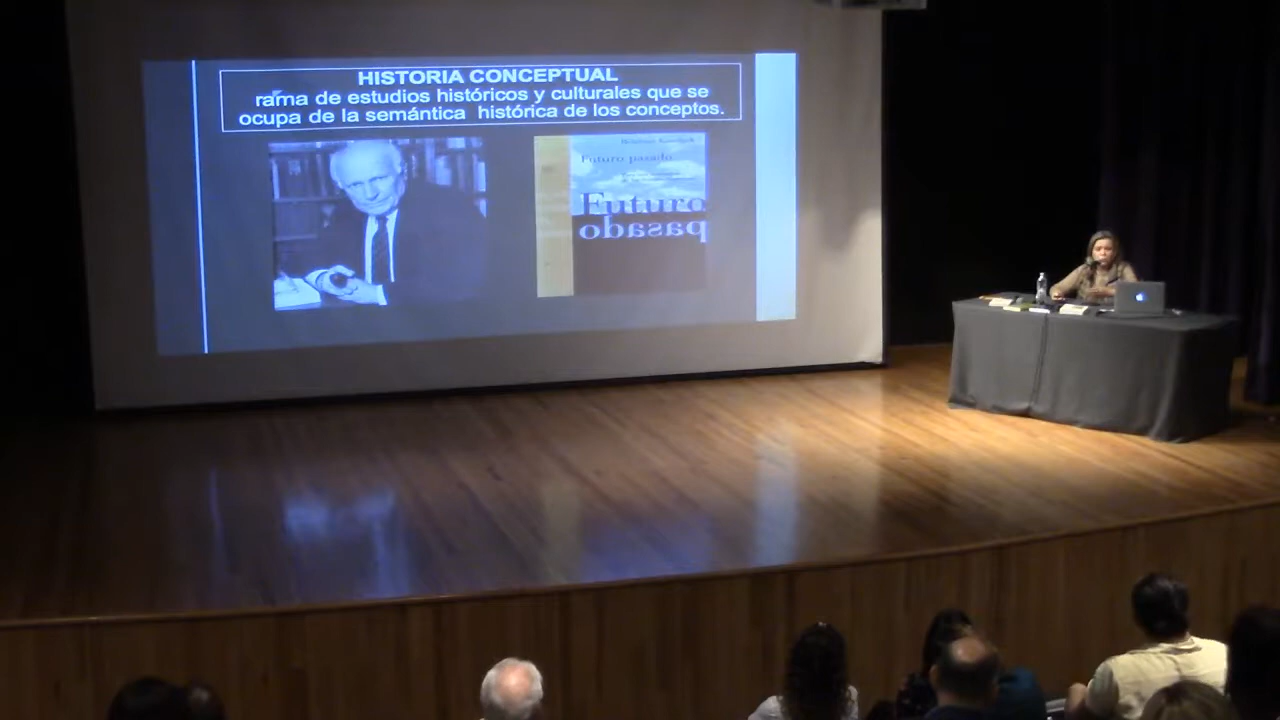 HISTORIA CONCEPTUAL
rama de estudios históricos y culturales que se
ocupa de la semántica histórica de los conceptos.
Futuro pasado
Futuro
pasado